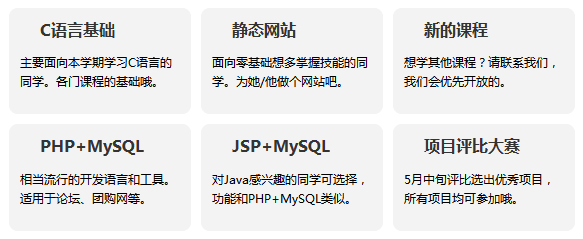 C语言基础
主要面向本学期学习C语言的
同学。各门课程的基础哦。
静态网站
面向零基础想多掌握技能的同
学。为她/他做个网站吧。
新的课程
想学其他课程？请联系我们，
我们会优先开放的。
PHP+MySQL
相当流行的开发语言和工具。
适用于论坛、团购网等。
JSP+MySQL
对Java感兴趣的同学可选择，
功能和PHP+MySQL类似。
项目评比大赛
5月中旬评比选出优秀项目，
所有项目均可参加哦。